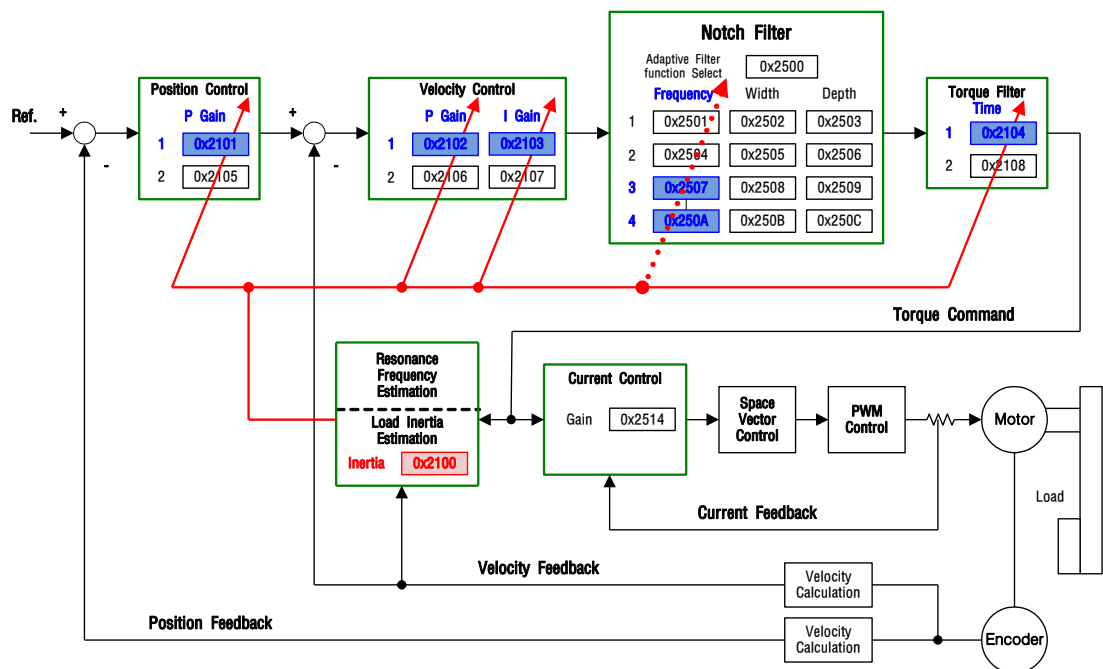 Notch Filter
Adaptive Filter
function Select
0x2500
Frequency
Width
Depth
1 0x2501 0x2502 0x2503
2 0x2504 0x2505 0x2506
3 0x2507 0x2508 0x2509
4 0x250A 0x250B 0x250C
Ref.
+
-
Position Control
P Gain
1 0x2101
2 0x2105
+
-
Velocity Control
P Gain I Gain
1 0x2102 0x2103
2 0x2106 0x2107
Torque Filter
Time
1 0x2104
2 0x2108
Torque Command
Resonance
Frequency
Estimation
Load Inertia
Estimation
Inertia 0x2100
Current Control
Gain 0x2514
Space
Vector
Control
PWM
Control
Motor
Load
Current Feedback
Velocity Feedback
Velocity
Calculation
Position Feedback
Velocity
Calculation
Encoder